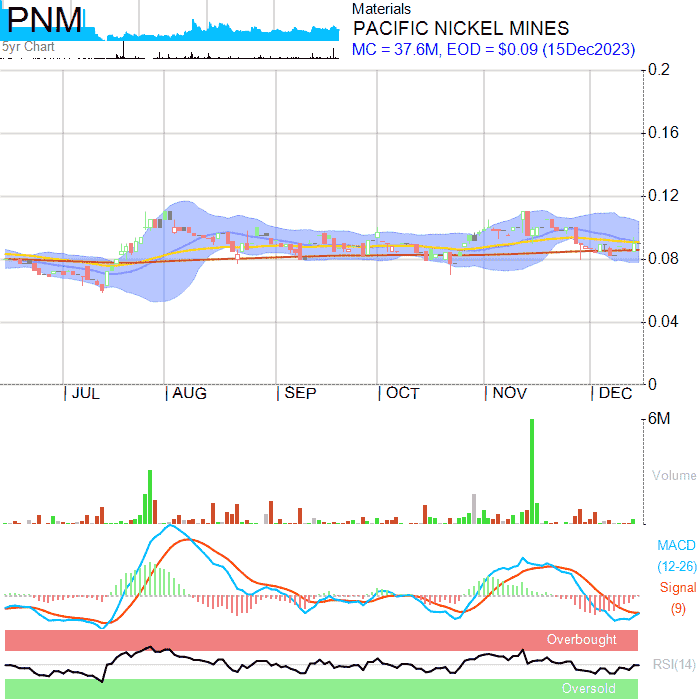 PNM
5yr Chart
Materials
PACIFIC NICKEL MINES
MC = 37.6M, EOD = $0.09 (15Dec2023)
0.2
0.16
0.12
0.08
0.04
0
JUL AUG SEP OCT NOV DEC
6M
Volume
MACD
(12-26)
Signal
(9)
Overbought
RSI(14)
Oversold